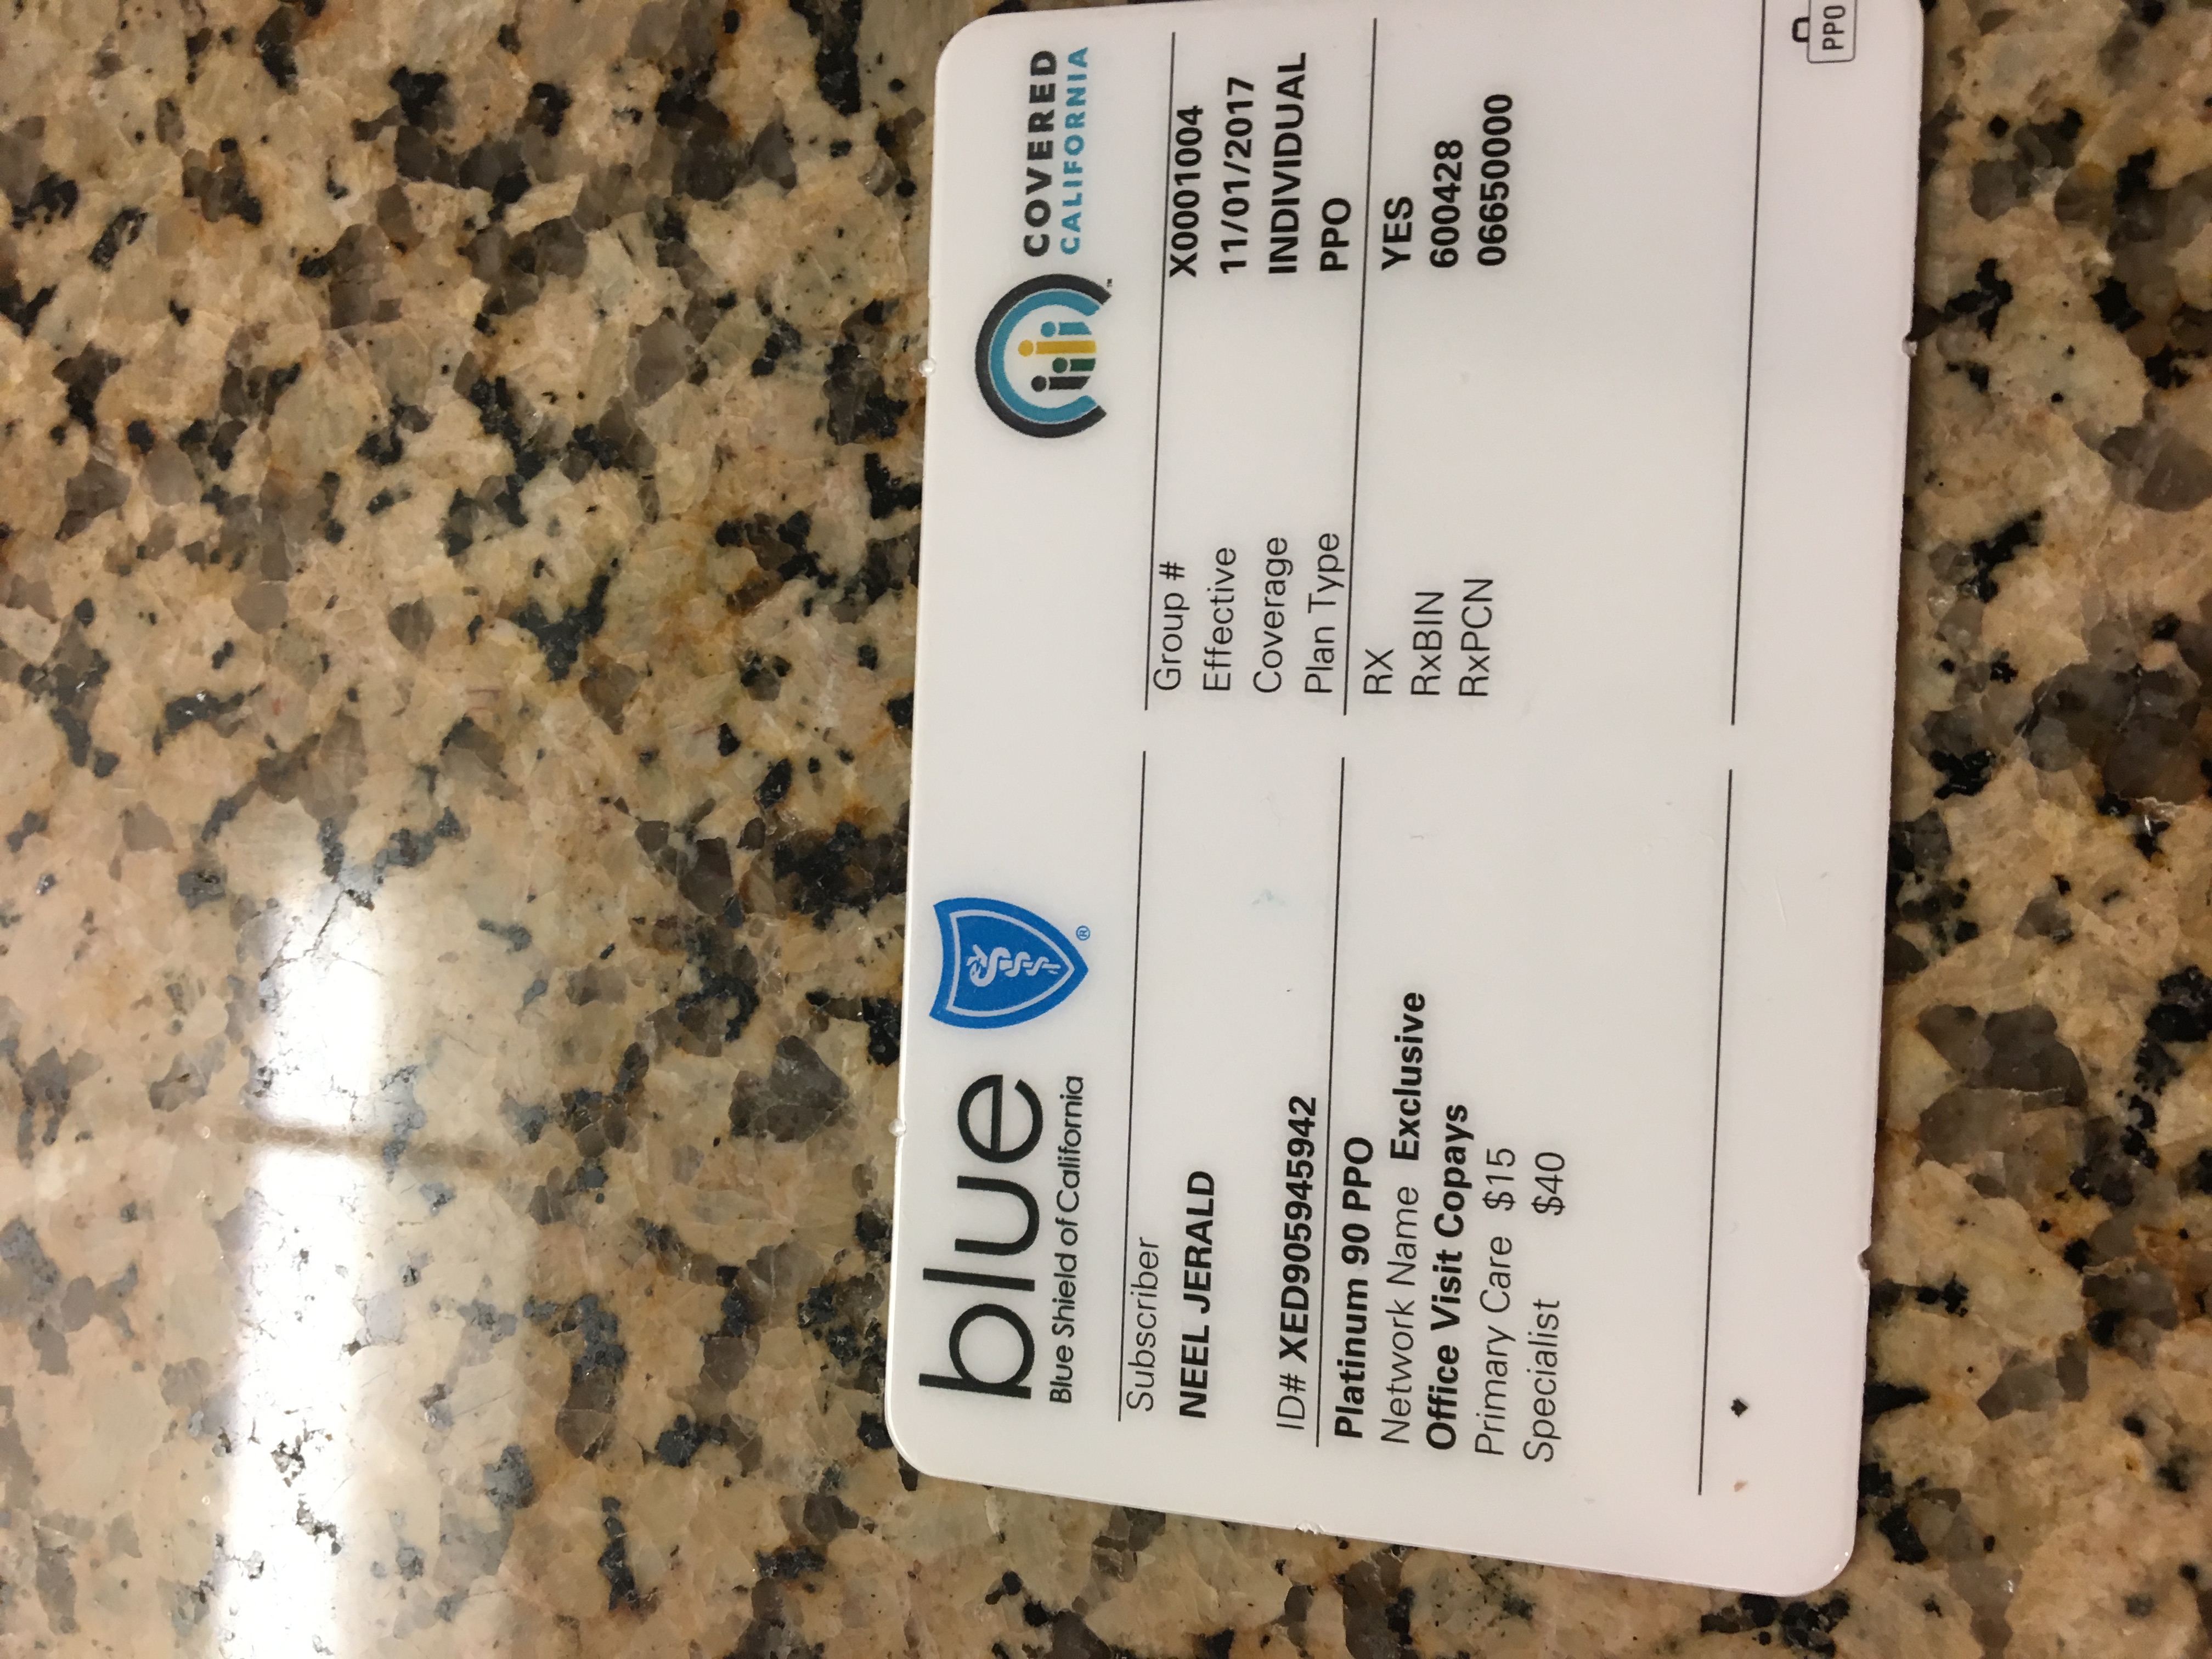 blue
Blue Shield of California
®
COVERED
CALIFORNIA
™
Subscriber
NEEL JERALD
ID# XED905945942
Platinum 90 PPO
Network Name Exclusive
Office Visit Copays
Primary Care $15
Specialist $40
Group # X0001004
Effective 11/01/2017
Coverage INDIVIDUAL
Plan Type PPO
RX YES
RxBIN 600428
RxPCN 06650000
PPO